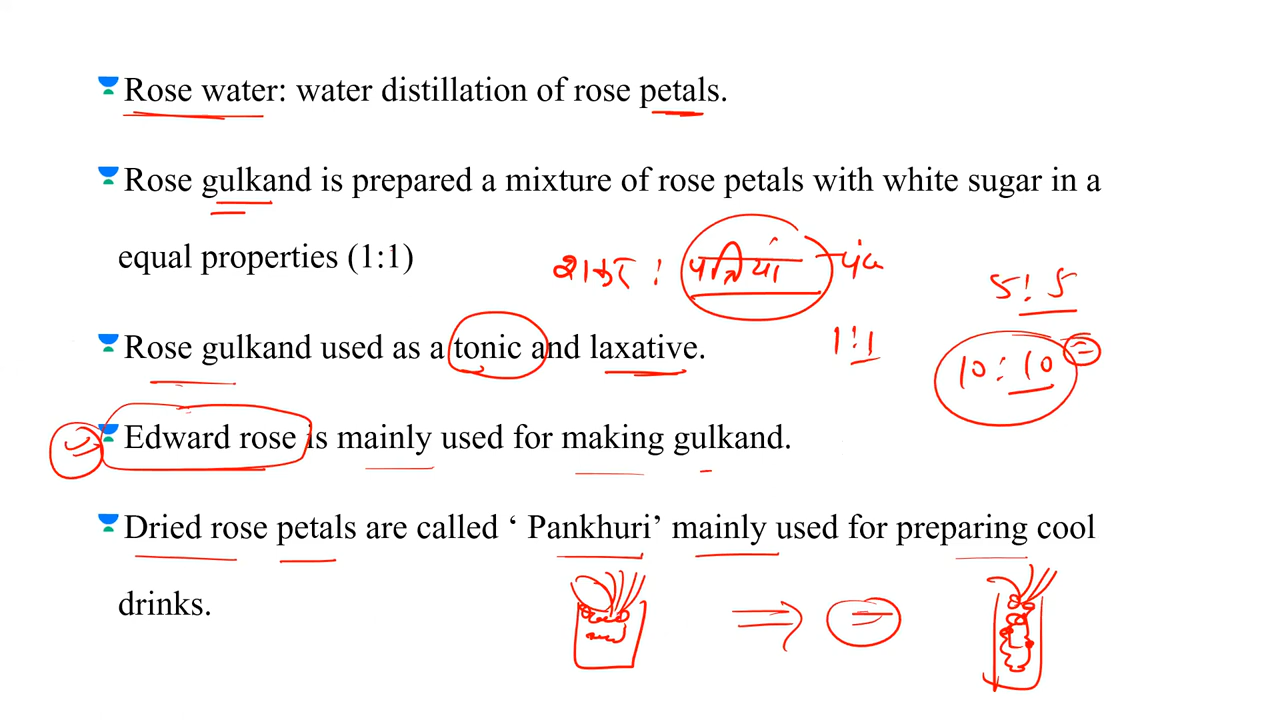 Rose water: water distillation of rose petals.
Rose gulkand is prepared a mixture of rose petals with white sugar in a
equal properties (1:1)
शक्कर : पत्तियां
5:5
Rose gulkand used as a tonic and laxative.
1:1
10:10
Edward rose is mainly used for making gulkand.
Dried rose petals are called ‘ Pankhuri’ mainly used for preparing cool
drinks.